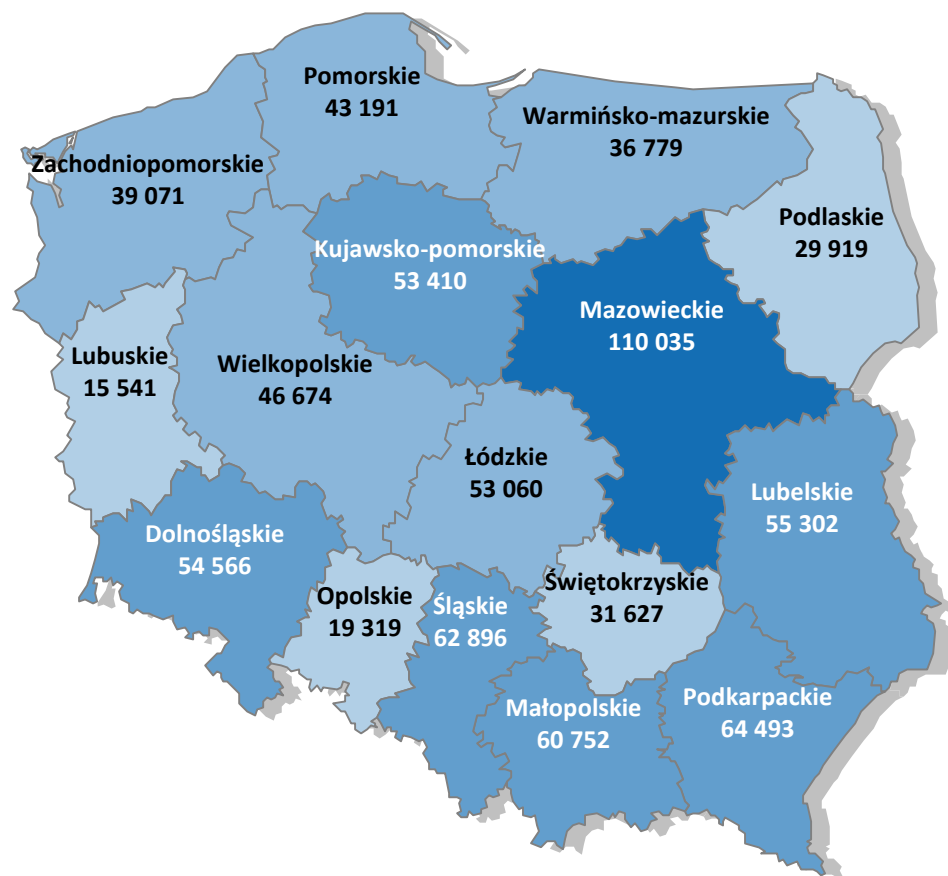 Pomorskie
43 191
Warmińsko-mazurskie
36 779
Zachodniopomorskie
39 071
Podlaskie
29 919
Kujawsko-pomorskie
53 410
Mazowieckie
110 035
Lubuskie
15 541
Wielkopolskie
46 674
Łódzkie
53 060
Lubelskie
55 302
Dolnośląskie
54 566
Opolskie
19 319
Śląskie
62 896
Świętokrzyskie
31 627
Małopolskie
60 752
Podkarpackie
64 493